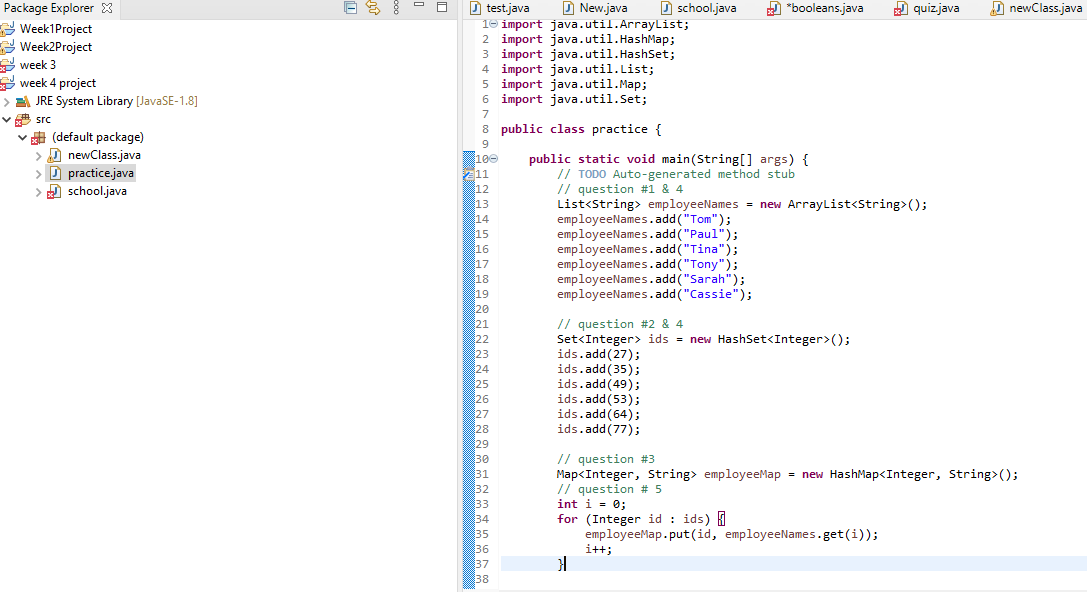 Package Explorer
Week1Project
Week2Project
week 3
week 4 project
JRE System Library [JavaSE-1.8]
src
(default package)
newClass.java
practice.java
school.java
test.java New.java school.java *booleans.java quiz.java newClass.java
1 import java.util.ArrayList;
2 import java.util.HashMap;
3 import java.util.HashSet;
4 import java.util.List;
5 import java.util.Map;
6 import java.util.Set;
7
8 public class practice {
9
10 public static void main(String[] args) {
11 // TODO Auto-generated method stub
12 // question #1 & 4
13 List<String> employeeNames = new ArrayList<String>();
14 employeeNames.add("Tom");
15 employeeNames.add("Paul");
16 employeeNames.add("Tina");
17 employeeNames.add("Tony");
18 employeeNames.add("Sarah");
19 employeeNames.add("Cassie");
20
21 // question #2 & 4
22 Set<Integer> ids = new HashSet<Integer>();
23 ids.add(27);
24 ids.add(35);
25 ids.add(49);
26 ids.add(53);
27 ids.add(64);
28 ids.add(77);
29
30 // question #3
31 Map<Integer, String> employeeMap = new HashMap<Integer, String>();
32 // question # 5
33 int i = 0;
34 for (Integer id : ids) {
35 employeeMap.put(id, employeeNames.get(i));
36 i++;
37 }
38